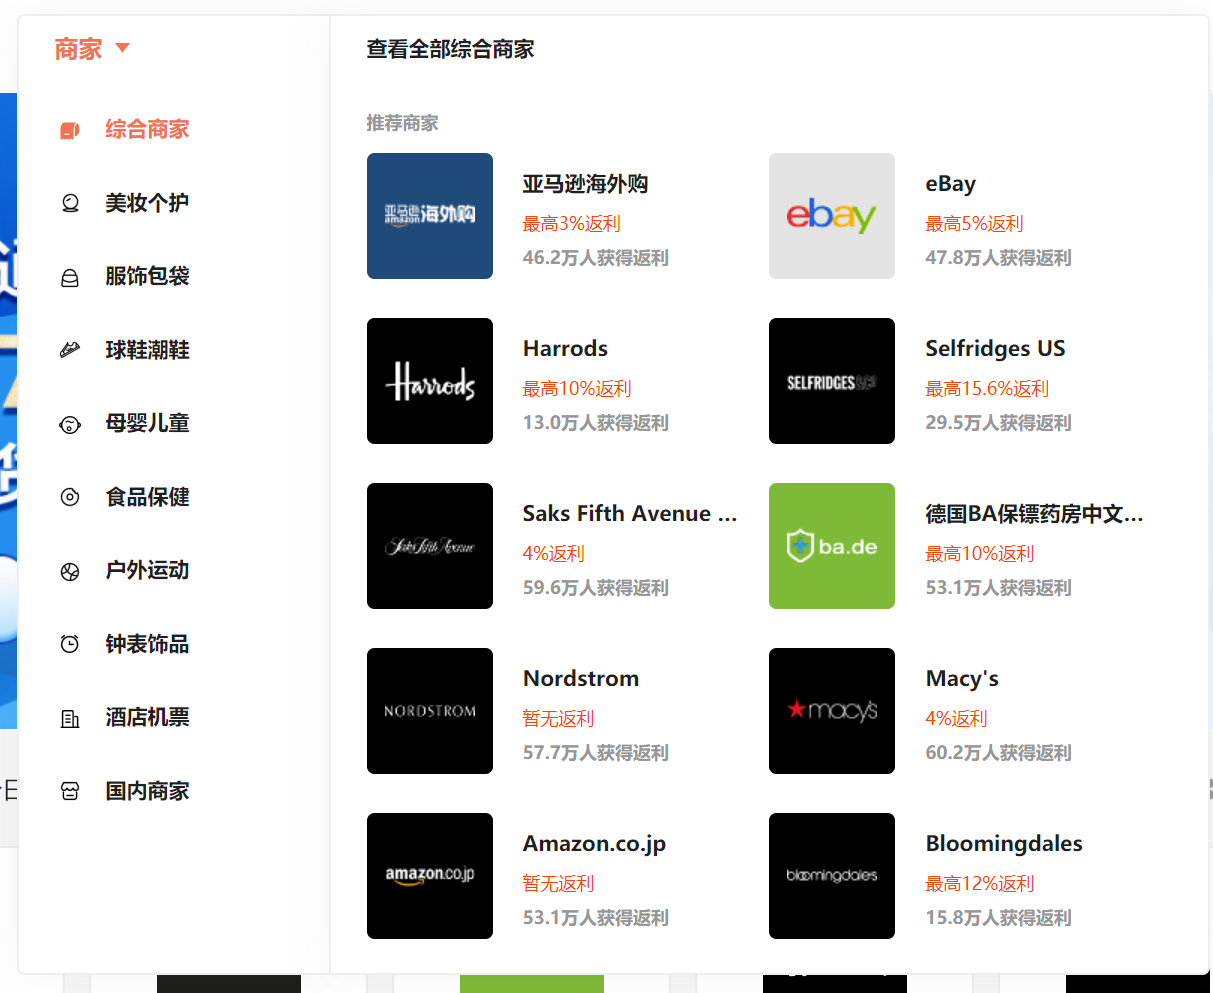 商家
综合商家
美妆个护
服饰包袋
球鞋潮鞋
母婴儿童
食品保健
户外运动
钟表饰品
酒店机票
国内商家
查看全部综合商家
推荐商家
亚马逊海外购
亚马逊海外购
最高3%返利
46.2万人获得返利
ebay
eBay
最高5%返利
47.8万人获得返利
Harrods
Harrods
最高10%返利
13.0万人获得返利
SELFRIDGES&CO
Selfridges US
最高15.6%返利
29.5万人获得返利
Saks Fifth Avenue
Saks Fifth Avenue ...
4%返利
59.6万人获得返利
ba.de
德国BA保镖药房中文...
最高10%返利
53.1万人获得返利
NORDSTROM
Nordstrom
暂无返利
57.7万人获得返利
macy's
Macy's
4%返利
60.2万人获得返利
amazon.co.jp
Amazon.co.jp
暂无返利
53.1万人获得返利
bloomingdales
Bloomingdales
最高12%返利
15.8万人获得返利